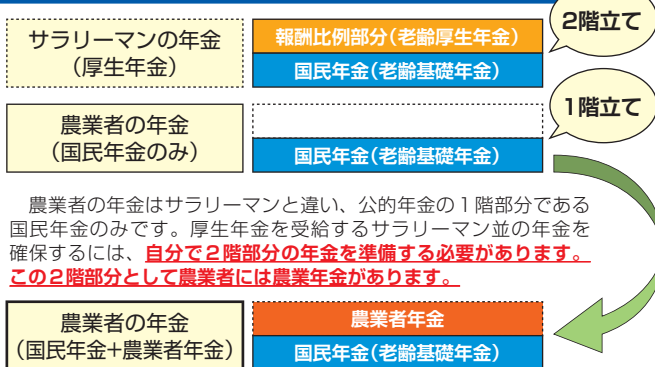 サラリーマンの年金
（厚生年金）
報酬比例部分（老齢厚生年金）
国民年金（老齢基礎年金）
2階立て
農業者の年金
（国民年金のみ）
国民年金（老齢基礎年金）
1階立て
農業者の年金はサラリーマンと違い、公的年金の１階部分である
国民年金のみです。厚生年金を受給するサラリーマン並の年金を
確保するには、自分で２階部分の年金を準備する必要があります。
この２階部分として農業者には農業年金があります。
農業者の年金
（国民年金+農業者年金）
農業者年金
国民年金（老齢基礎年金）